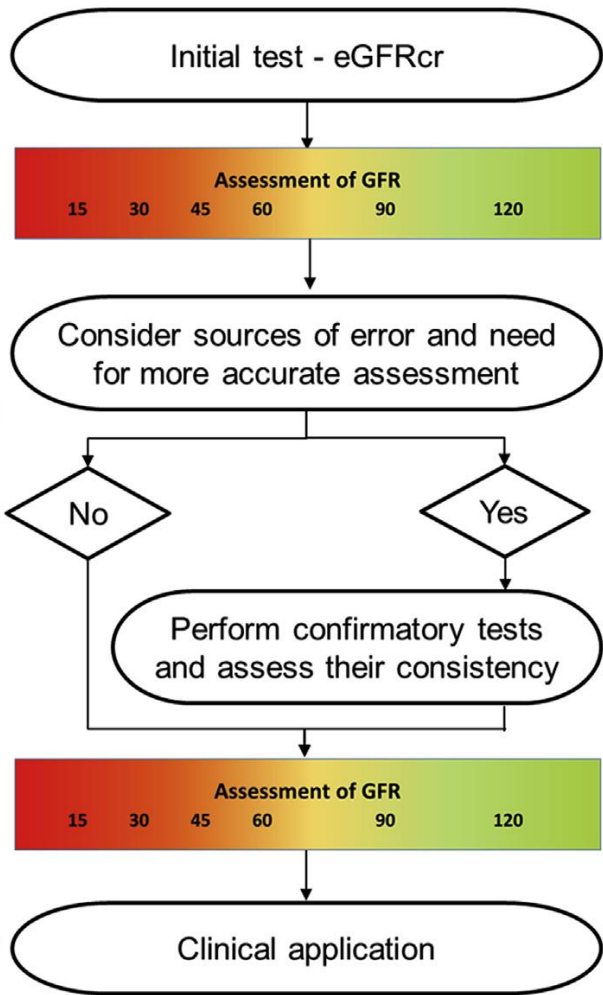 Initial test - eGFRcr
Assessment of GFR
15 30 45 60 90 120
Consider sources of error and need
for more accurate assessment
No
Yes
Perform confirmatory tests
and assess their consistency
Assessment of GFR
15 30 45 60 90 120
Clinical application